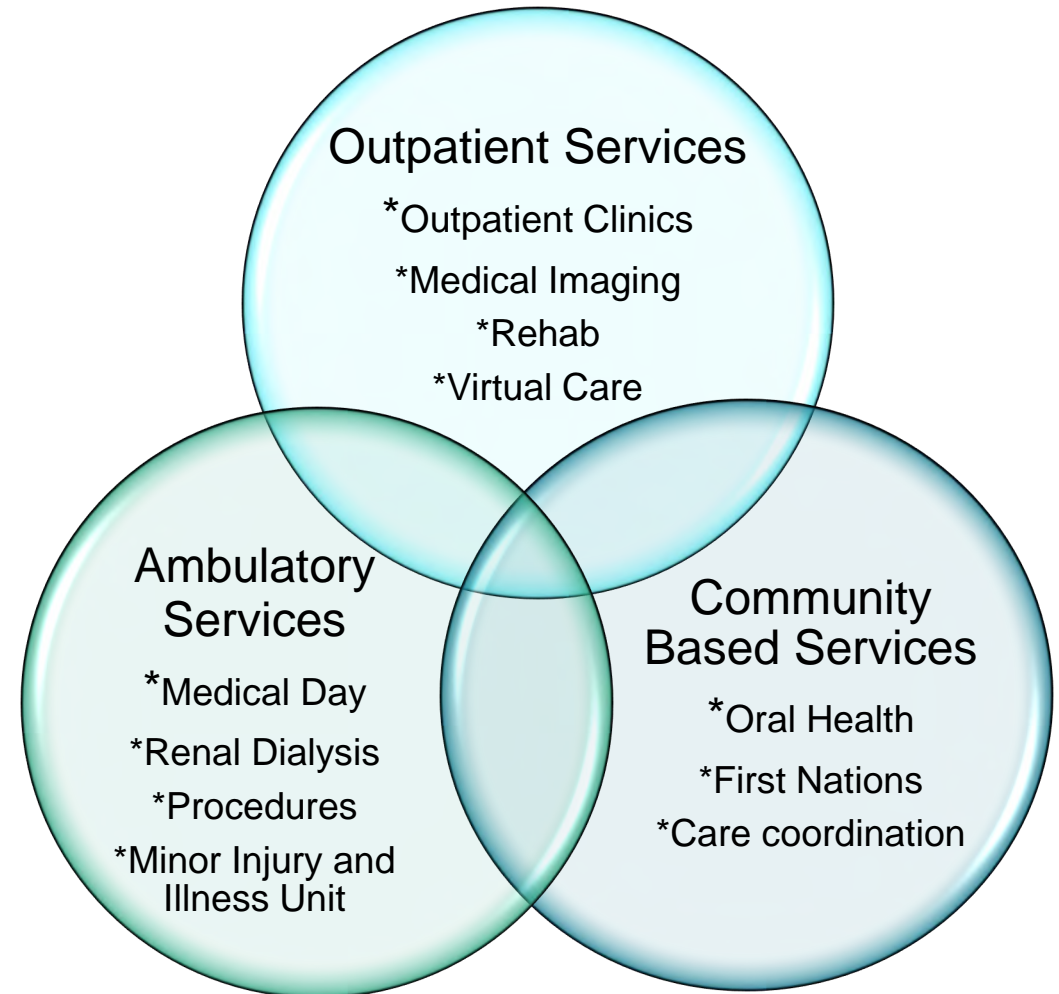 Outpatient Services
*Outpatient Clinics
*Medical Imaging
*Rehab
*Virtual Care
Ambulatory
Services
*Medical Day
*Renal Dialysis
*Procedures
*Minor Injury and
Illness Unit
Community
Based Services
*Oral Health
*First Nations
*Care coordination